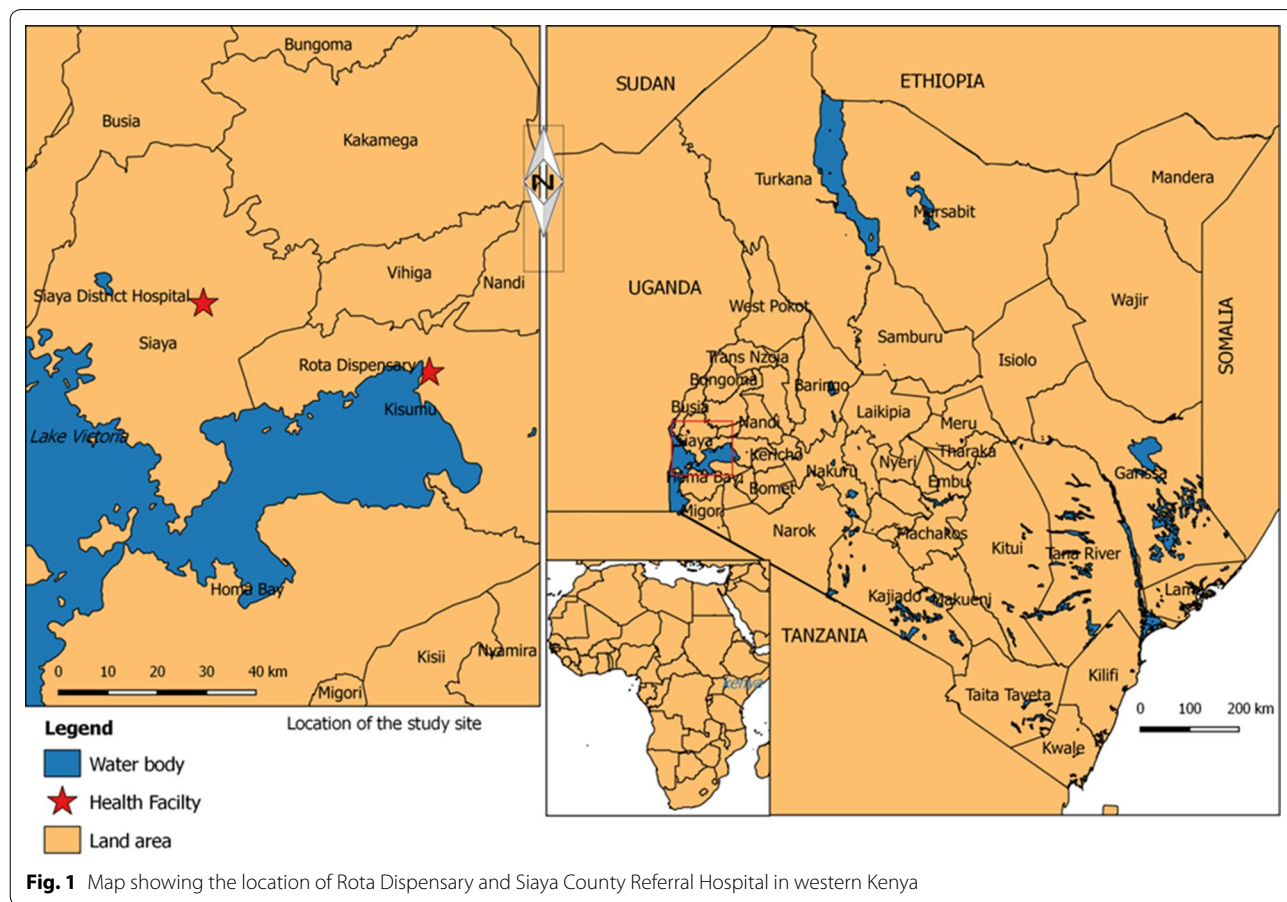 Bungoma
Busia
Kakamega
Vihiga
Nandi
Siaya District Hospital
Siaya
Rota Dispensary
Kisumu
Lake Victoria
Homa Bay
Kisii
Nyamira
Migori
0 10 20 30 40 km
N
SUDAN
ETHIOPIA
Turkana
Marsabit
Mandera
UGANDA
Wajir
West Pokot
Samburu
SOMALIA
Isiolo
Trans Nzoia
Bongoma
Baringo
Busia
Laikipia
Meru
Nandi
Siaya
Tharaka
Kericho
Nyeri
Garissa
Homa Bay
Nakuru
Embu
Bomet
Migori
Narok
Machakos
Kitui
Tana River
Kajiado
Makueni
Lamu
TANZANIA
Kilifi
Taita Taveta
Kwale
0 100 200 km
kenya
Legend
Location of the study site
Water body
Health Facilty
Land area
Fig. 1 Map showing the location of Rota Dispensary and Siaya County Referral Hospital in western Kenya